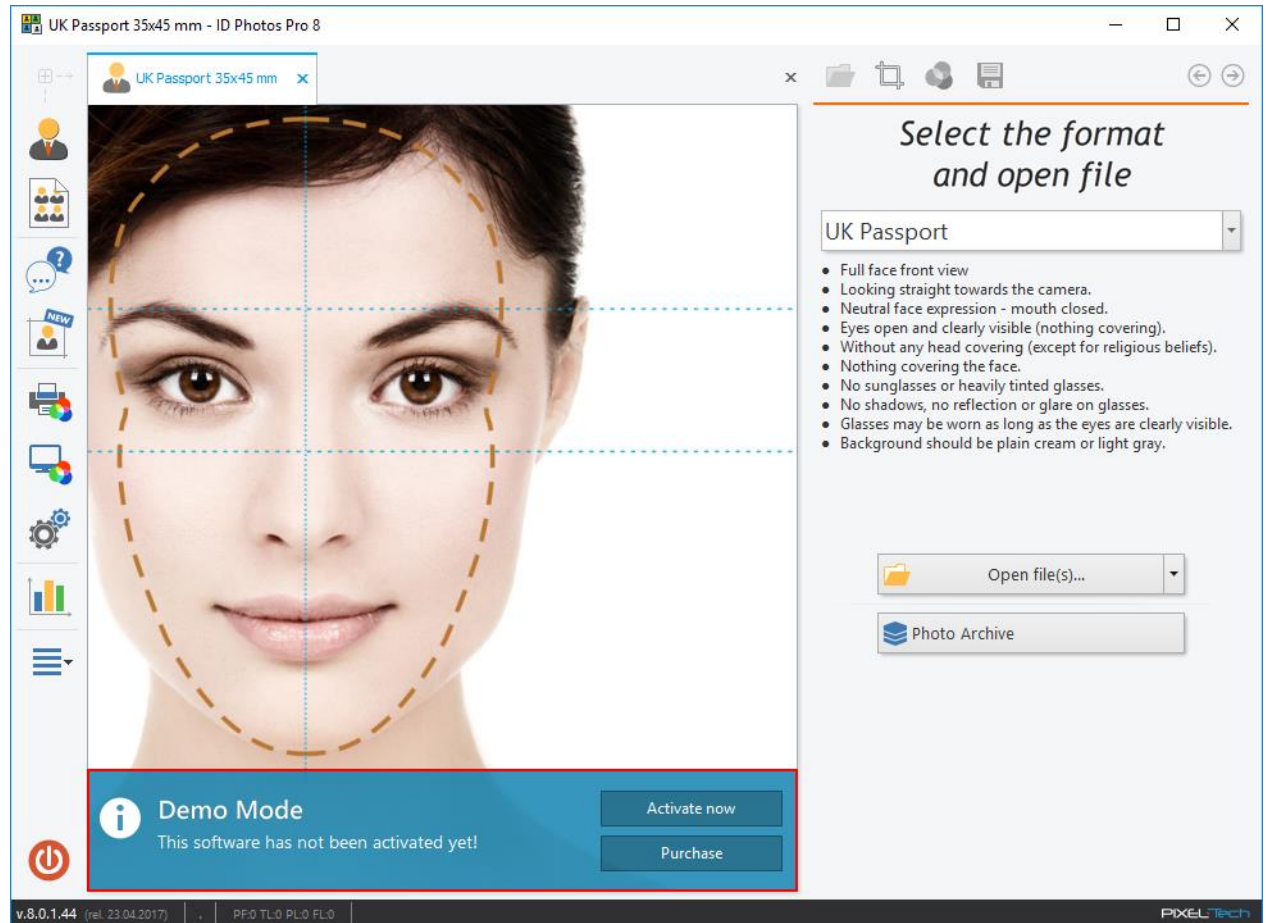 UK Passport 35x45 mm - ID Photos Pro 8
UK Passport 35x45 mm
Select the format
and open file
UK Passport
• Full face front view
• Looking straight towards the camera.
• Neutral face expression - mouth closed.
• Eyes open and clearly visible (nothing covering).
• Without any head covering (except for religious beliefs).
• Nothing covering the face.
• No sunglasses or heavily tinted glasses.
• No shadows, no reflection or glare on glasses.
• Glasses may be worn as long as the eyes are clearly visible.
• Background should be plain cream or light gray.
NEW
Open file(s)...
Photo Archive
Demo Mode
This software has not been activated yet!
Activate now
Purchase
v.8.0.1.44 (rel. 23.04.2017) . PF:0 TL:0 PL:0 FL:0
PIXEL-Tech